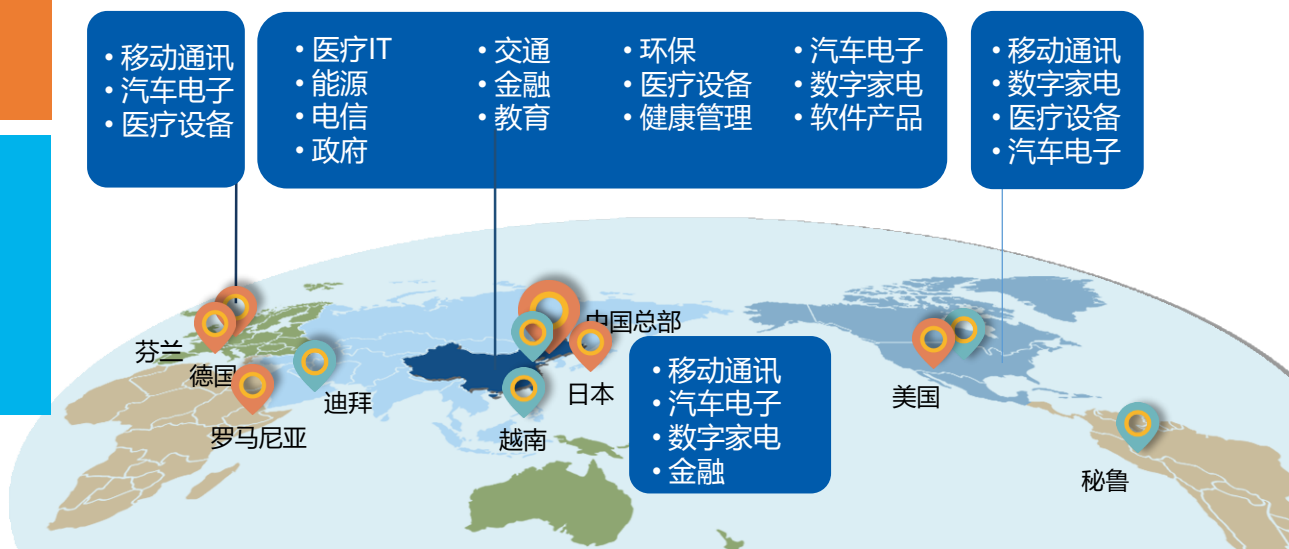 • 移动通讯
• 汽车电子
• 医疗设备
• 医疗IT
• 能源
• 电信
• 政府
• 交通
• 金融
• 教育
• 环保
• 医疗设备
• 健康管理
• 汽车电子
• 数字家电
• 软件产品
• 移动通讯
• 数字家电
• 医疗设备
• 汽车电子
芬兰
德国
罗马尼亚
迪拜
中国总部
日本
越南
• 移动通讯
• 汽车电子
• 数字家电
• 金融
美国
秘鲁